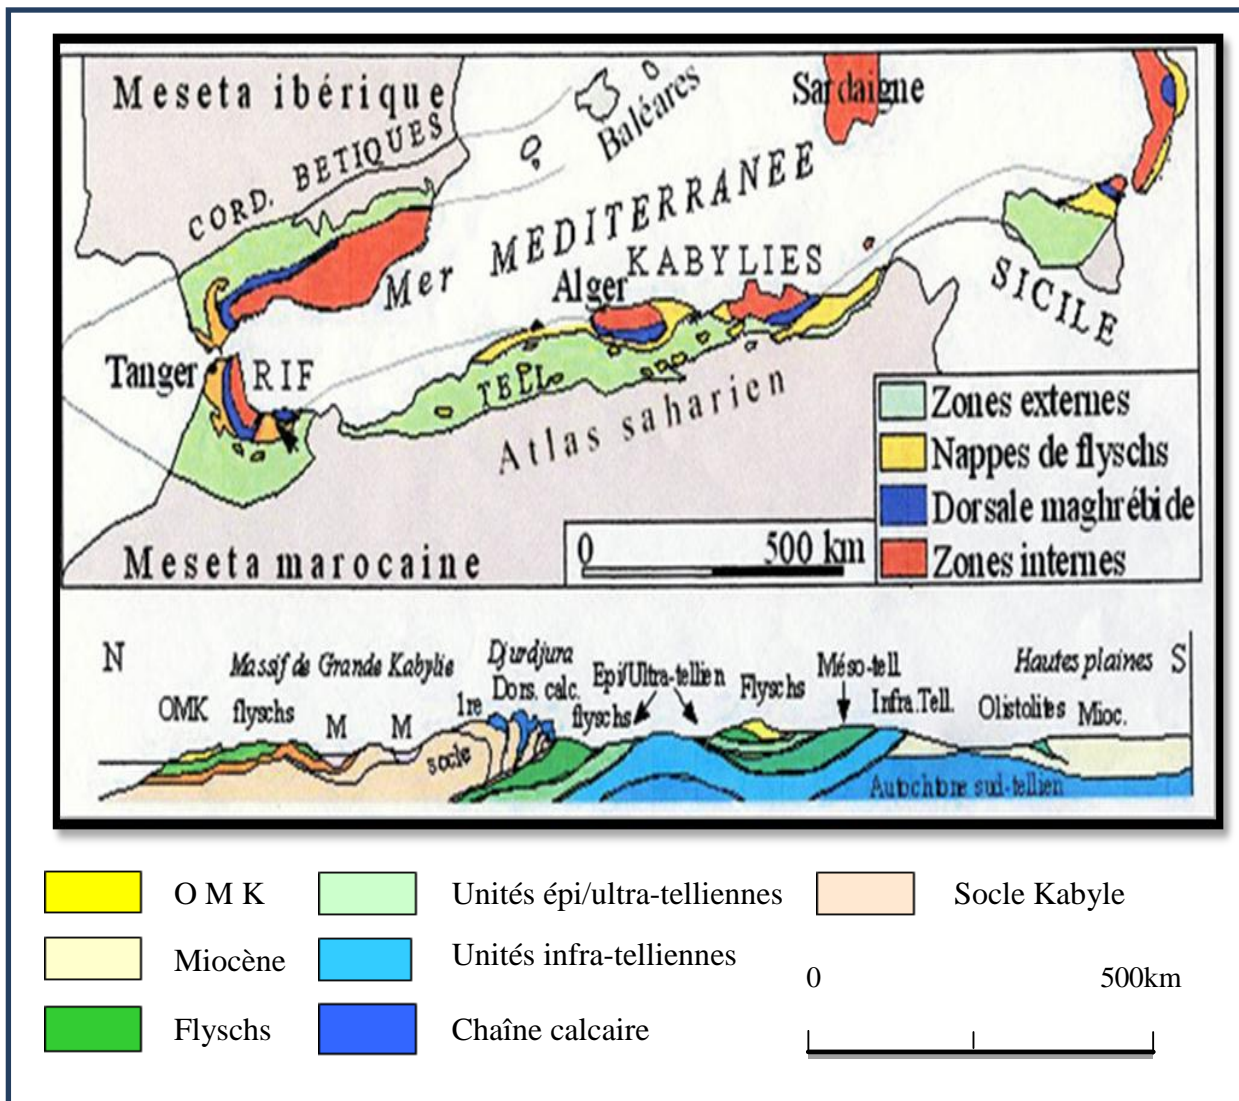 Meseta ibérique
CORD. BETIQUES
Baléares
Sardaigne
Mer MEDITERRANEE
KABYLIES
Alger
SICILE
Tanger
RIF
TELL
Atlas saharien
Meseta marocaine
0 500 km
Zones externes
Nappes de flyschs
Dorsale maghrébide
Zones internes
N
Massif de Grande Kabylie
Djurdjura
Dors. calc.
Epi/Ultra-tellien
Flyschs
Méso-tell.
Infra.Tell.
Hautes plaines
S
OMK
flyschs
M
M
1re
flyschs
Olistolites
Mioc.
socle
Autochtone sud-tellien
O M K
Unités épi/ultra-telliennes
Socle Kabyle
Miocène
Unités infra-telliennes
0 500km
Flyschs
Chaîne calcaire